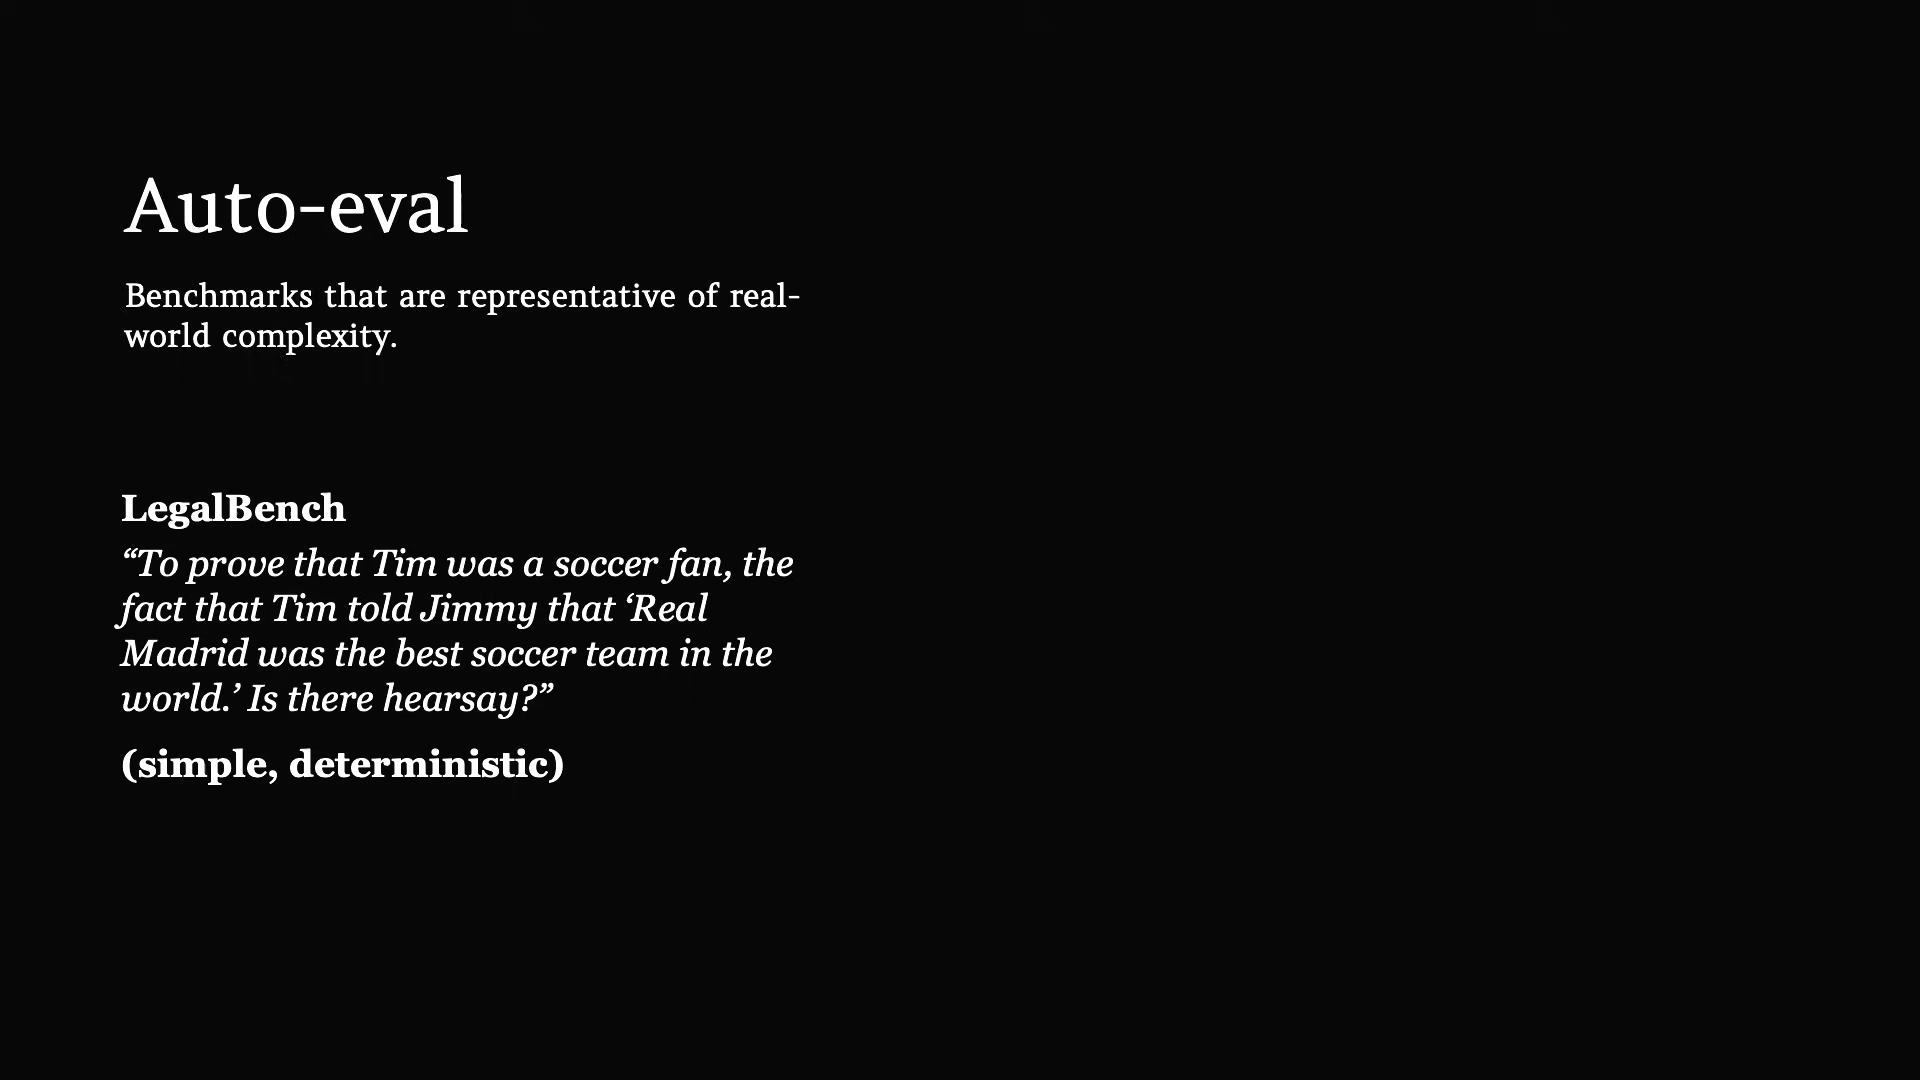 Auto-eval
Benchmarks that are representative of real-
world complexity.
LegalBench
“To prove that Tim was a soccer fan, the
fact that Tim told Jimmy that ‘Real
Madrid was the best soccer team in the
world.’ Is there hearsay?”
(simple, deterministic)